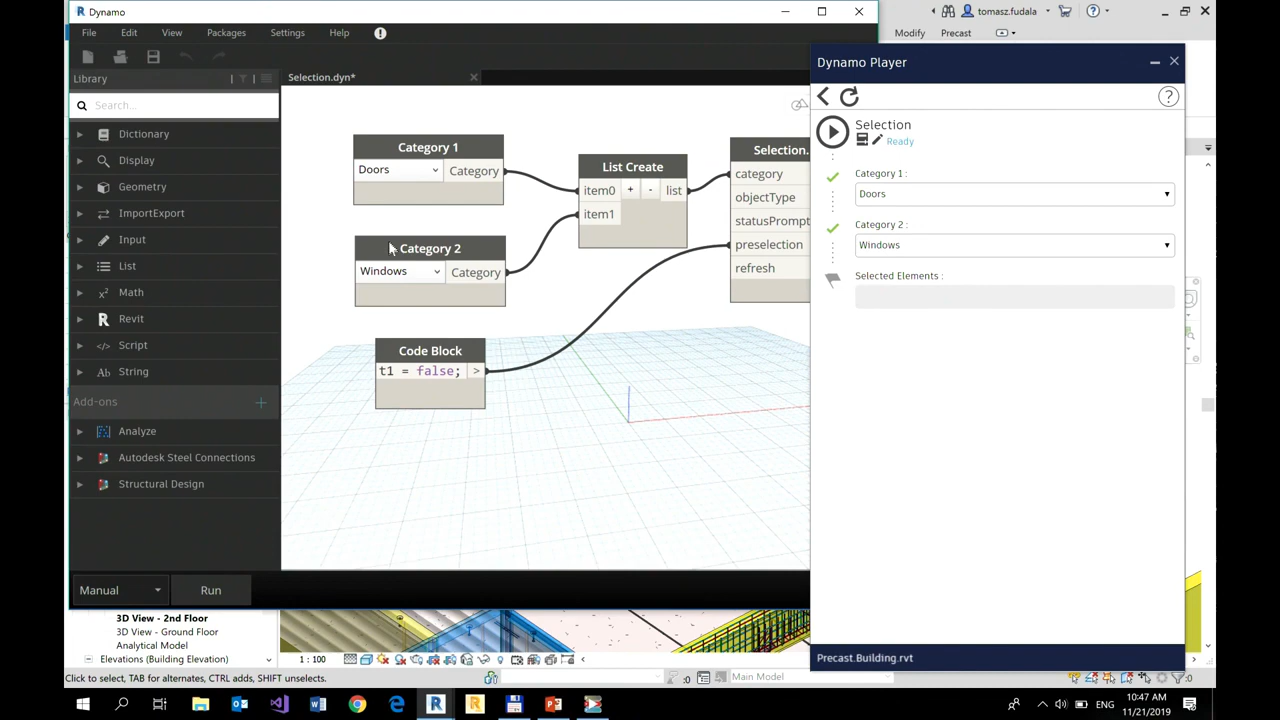 Dynamo
tomasz.fudala
File Edit View Packages Settings Help
Modify Precast
Dynamo Player
Library
Selection.dyn*
Search...
Dictionary
Display
Geometry
ImportExport
Input
List
Math
Revit
Script
String
Add-ons
Analyze
Autodesk Steel Connections
Structural Design
Category 1
Doors
Category
Category 2
Windows
Category
Code Block
t1 = false; >
List Create
item0 + - list
item1
Selection.
category
objectType
statusPrompt
preselection
refresh
Selection
Ready
Category 1 :
Doors
Category 2 :
Windows
Selected Elements :
Precast.Building.rvt
Manual
Run
3D View - 2nd Floor
3D View - Ground Floor
Analytical Model
Elevations (Building Elevation)
1 : 100
Click to select, TAB for alternates, CTRL adds, SHIFT unselects.
:0
Main Model
:0
ENG
10:47 AM
11/21/2019